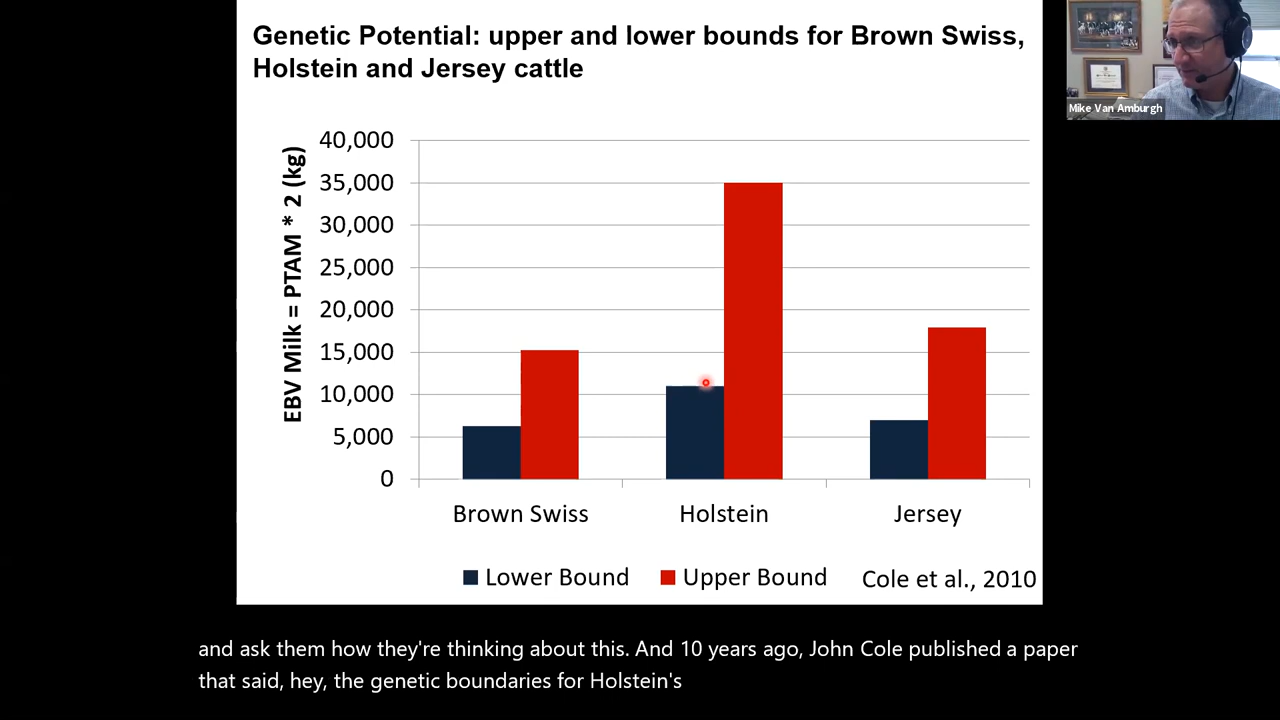 Genetic Potential: upper and lower bounds for Brown Swiss,
Holstein and Jersey cattle
Mike Van Amburgh
EBV Milk = PTAM * 2 (kg)
40,000
35,000
30,000
25,000
20,000
15,000
10,000
5,000
0
Brown Swiss
Holstein
Jersey
Lower Bound
Upper Bound
Cole et al., 2010
and ask them how they're thinking about this. And 10 years ago, John Cole published a paper
that said, hey, the genetic boundaries for Holstein's